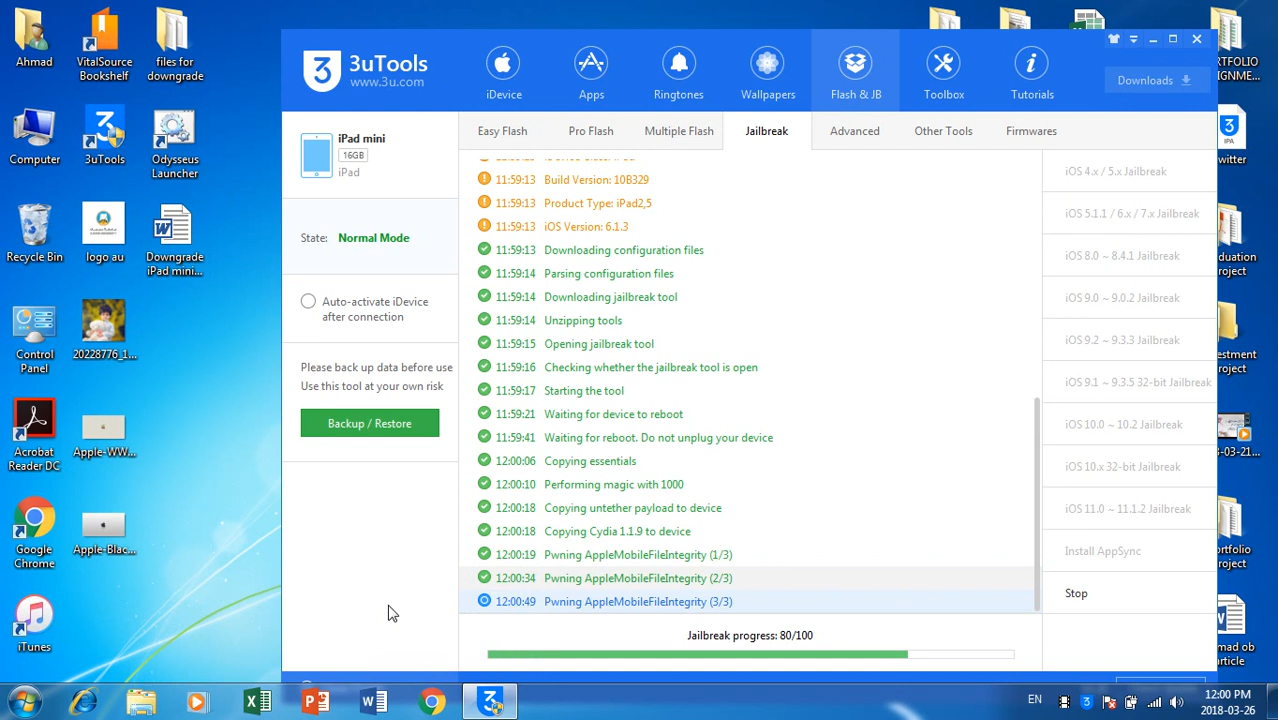 Ahmad
VitalSource
Bookshelf
files for
downgrade
Computer
3uTools
Odysseus
Launcher
Recycle Bin
logo au
Downgrade
iPad mini...
Control
Panel
20228776_1...
Acrobat
Reader DC
Apple-WW...
Google
Chrome
Apple-Blac...
iTunes
3uTools
www.3u.com
iDevice
Apps
Ringtones
Wallpapers
Flash & JB
Toolbox
Tutorials
Downloads
Easy Flash
Pro Flash
Multiple Flash
Jailbreak
Advanced
Other Tools
Firmwares
iPad mini
16GB
iPad
State: Normal Mode
Auto-activate iDevice
after connection
Please back up data before use
Use this tool at your own risk
Backup / Restore
11:59:13 Build Version: 10B329
11:59:13 Product Type: iPad2,5
11:59:13 iOS Version: 6.1.3
11:59:13 Downloading configuration files
11:59:14 Parsing configuration files
11:59:14 Downloading jailbreak tool
11:59:14 Unzipping tools
11:59:15 Opening jailbreak tool
11:59:16 Checking whether the jailbreak tool is open
11:59:17 Starting the tool
11:59:21 Waiting for device to reboot
11:59:41 Waiting for reboot. Do not unplug your device
12:00:06 Copying essentials
12:00:10 Performing magic with 1000
12:00:18 Copying untether payload to device
12:00:18 Copying Cydia 1.1.9 to device
12:00:19 Pwning AppleMobileFileIntegrity (1/3)
12:00:34 Pwning AppleMobileFileIntegrity (2/3)
12:00:49 Pwning AppleMobileFileIntegrity (3/3)
Jailbreak progress: 80/100
iOS 4.x / 5.x Jailbreak
iOS 5.1.1 / 6.x / 7.x Jailbreak
iOS 8.0 ~ 8.4.1 Jailbreak
iOS 9.0 ~ 9.0.2 Jailbreak
iOS 9.2 ~ 9.3.3 Jailbreak
iOS 9.1 ~ 9.3.5 32-bit Jailbreak
iOS 10.0 ~ 10.2 Jailbreak
iOS 10.x 32-bit Jailbreak
iOS 11.0 ~ 11.1.2 Jailbreak
Install AppSync
Stop
RTFOLIO
SIGNME...
IPA
witter
duation
roject
estment
Project
8-03-21...
ortfolio
roject
mad ob
article
EN
12:00 PM
2018-03-26